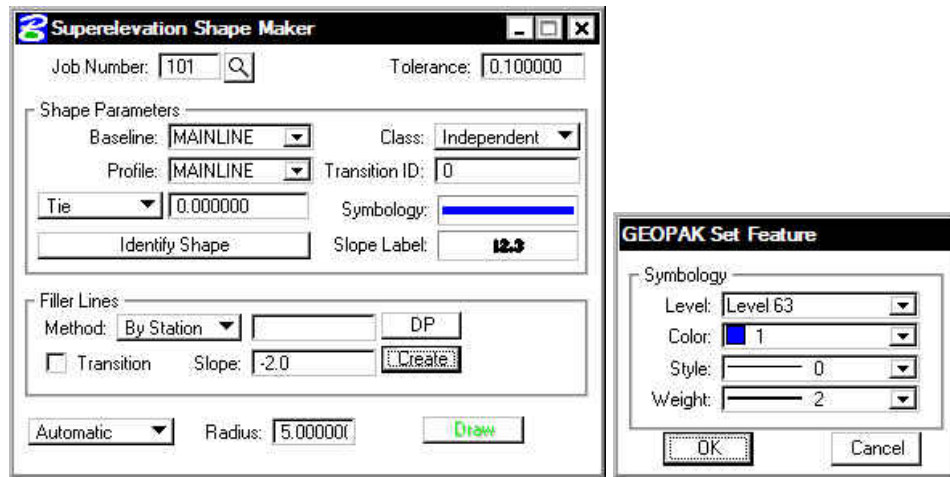 Superelevation Shape Maker
Job Number: 101 Tolerance: 0.100000
Shape Parameters
Baseline: MAINLINE Class: Independent
Profile: MAINLINE Transition ID: 0
Tie 0.000000 Symbology:
Identify Shape Slope Label: 12.3
Filler Lines
Method: By Station DP
Transition Slope: -2.0 Create
Automatic Radius: 5.00000( Draw
GEOPAK Set Feature
Symbology
Level: Level 63
Color: 1
Style: 0
Weight: 2
OK Cancel